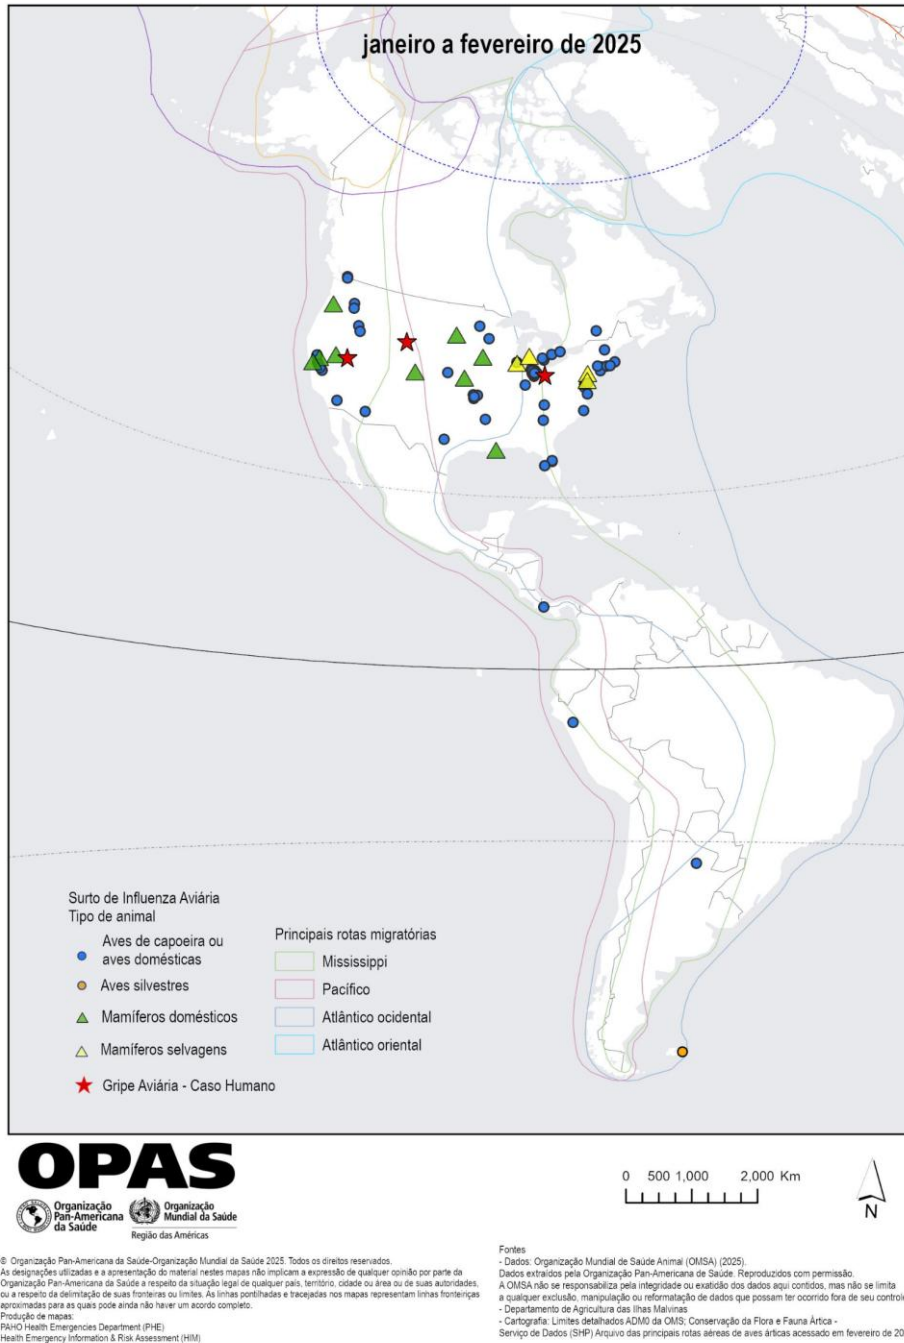 janeiro a fevereiro de 2025
Surto de Influenza Aviária
Tipo de animal
Aves de capoeira ou
aves domésticas
Aves silvestres
Mamíferos domésticos
Mamíferos selvagens
Gripe Aviária - Caso Humano
Principais rotas migratórias
Mississippi
Pacífico
Atlântico ocidental
Atlântico oriental
OPAS
Organização
Pan-Americana
da Saúde
Organização
Mundial da Saúde
Região das Américas
0 500 1,000 2,000 Km
N
© Organização Pan-Americana da Saúde-Organização Mundial da Saúde 2025. Todos os direitos reservados.
As designações utilizadas e a apresentação do material nestes mapas não implicam a expressão de qualquer opinião por parte da
Organização Pan-Americana da Saúde a respeito da situação legal de qualquer país, território, cidade ou área ou de suas autoridades,
ou a respeito da delimitação de suas fronteiras ou limites. As linhas pontilhadas e tracejadas nos mapas representam linhas fronteiriças
aproximadas para as quais pode ainda não haver um acordo completo.
Produção de mapas:
PAHO Health Emergencies Department (PHE)
Health Emergency Information & Risk Assessment (HIM)
Fontes
- Dados: Organização Mundial de Saúde Animal (OMSA) (2025).
Dados extraídos pela Organização Pan-Americana de Saúde. Reproduzidos com permissão.
A OMSA não se responsabiliza pela integridade ou exatidão dos dados aqui contidos, mas não se limita
a qualquer exclusão, manipulação ou reformatação de dados que possam ter ocorrido fora de seu controle
- Departamento de Agricultura das Ilhas Malvinas
- Cartografia: Limites detalhados ADM0 da OMS; Conservação da Flora e Fauna Ártica -
Serviço de Dados (SHP) Arquivo das principais rotas aéreas de aves árticas acessado em fevereiro de 20